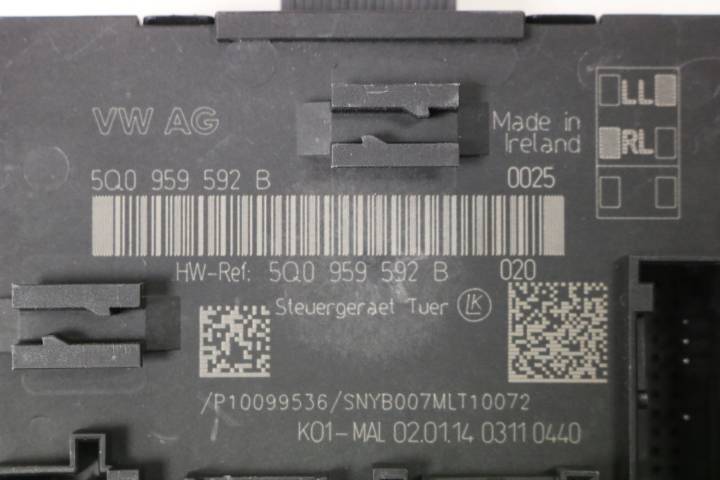 VW AG
Made in
Ireland
LL
RL
5Q0 959 592 B 0025
HW-Ref: 5Q0 959 592 B 020
Steuergeraet Tuer LK
/P10099536/SNYB007MLT10072
K01-MAL 02.01.14 0311 0440